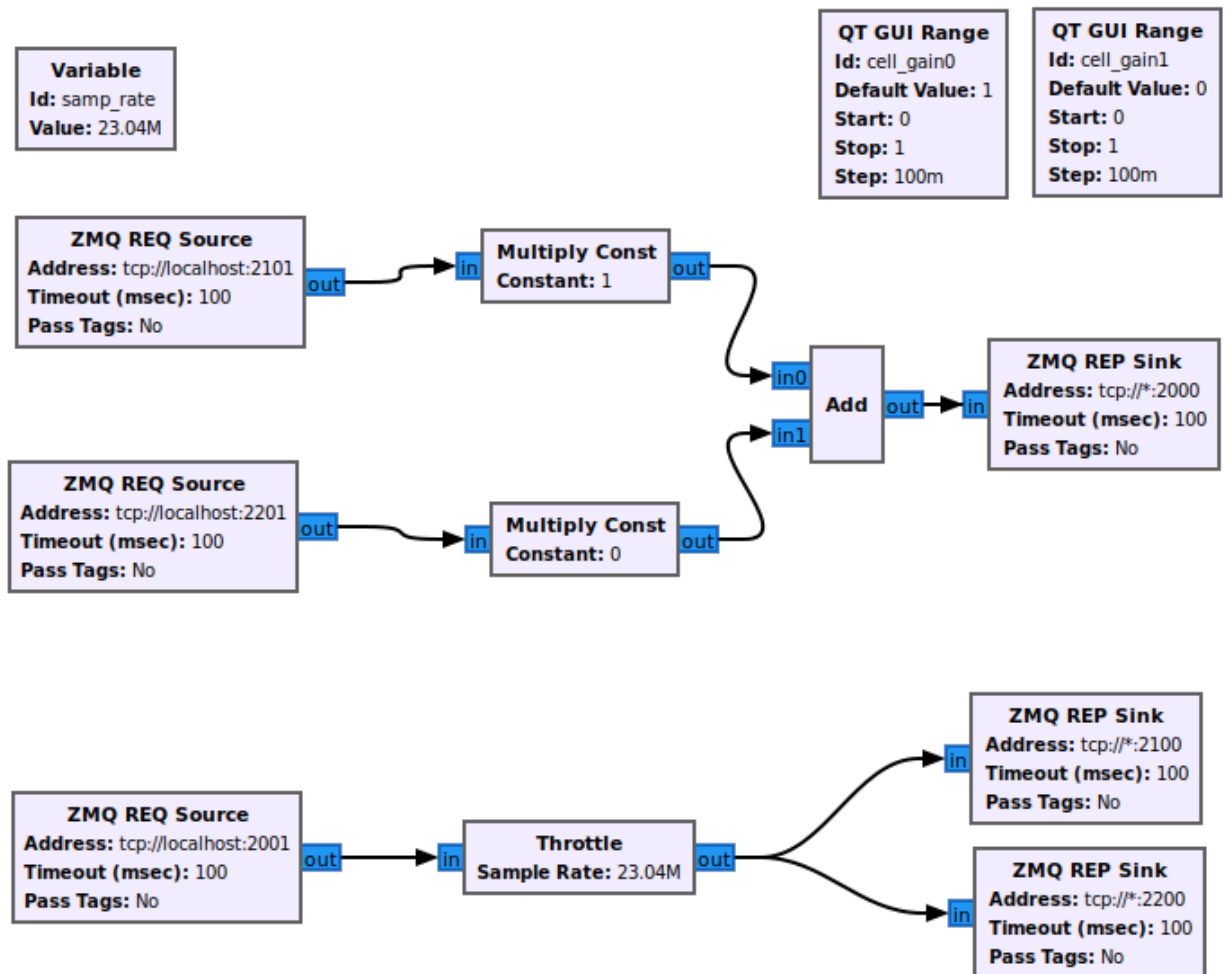 Variable
Id: samp_rate
Value: 23.04M
QT GUI Range
Id: cell_gain0
Default Value: 1
Start: 0
Stop: 1
Step: 100m
QT GUI Range
Id: cell_gain1
Default Value: 0
Start: 0
Stop: 1
Step: 100m
ZMQ REQ Source
Address: tcp://localhost:2101
Timeout (msec): 100
Pass Tags: No
out
in
Multiply Const
Constant: 1
out
ZMQ REQ Source
Address: tcp://localhost:2201
Timeout (msec): 100
Pass Tags: No
out
in
Multiply Const
Constant: 0
out
in0
in1
Add
out
in
ZMQ REP Sink
Address: tcp://*:2000
Timeout (msec): 100
Pass Tags: No
ZMQ REQ Source
Address: tcp://localhost:2001
Timeout (msec): 100
Pass Tags: No
out
in
Throttle
Sample Rate: 23.04M
out
in
ZMQ REP Sink
Address: tcp://*:2100
Timeout (msec): 100
Pass Tags: No
in
ZMQ REP Sink
Address: tcp://*:2200
Timeout (msec): 100
Pass Tags: No